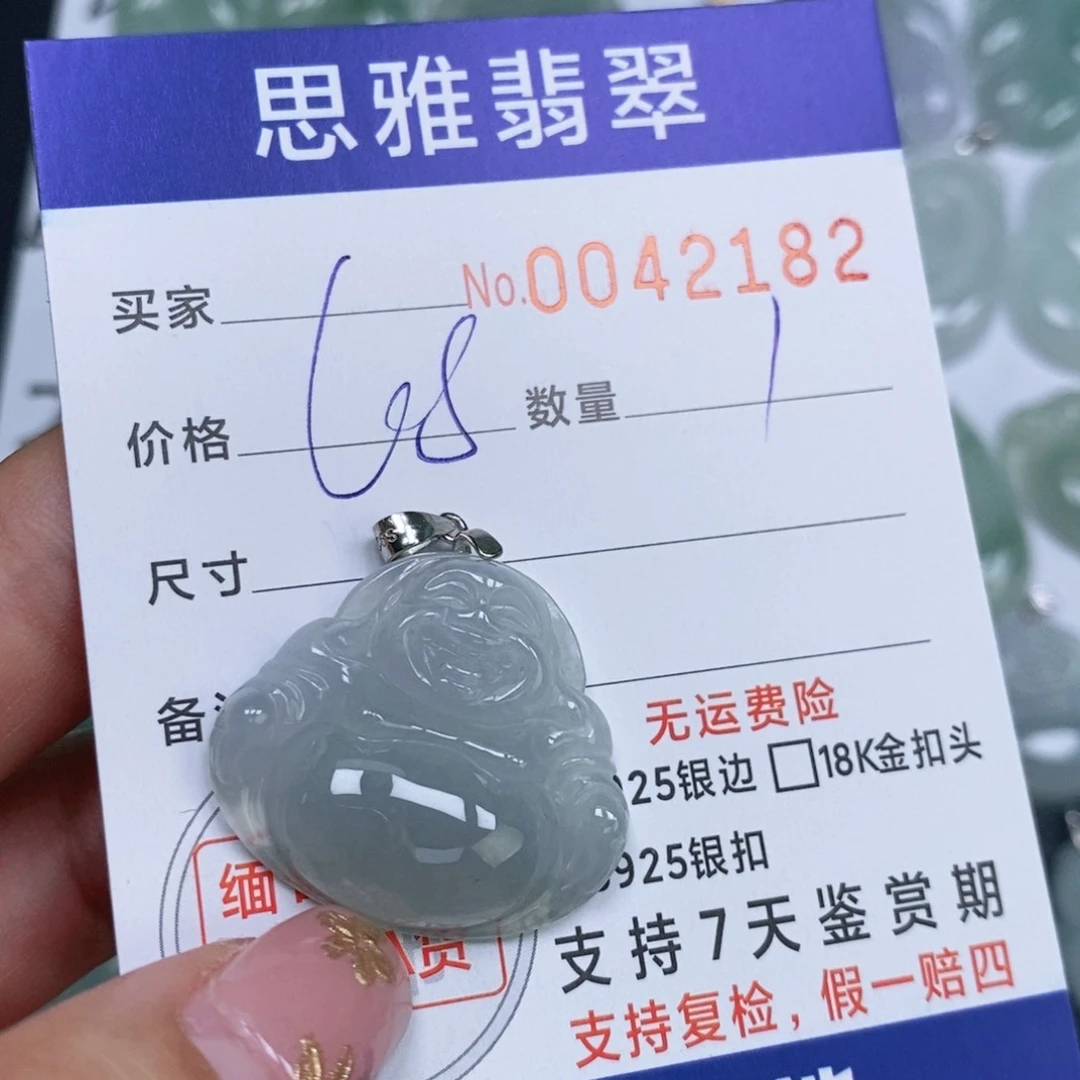 思雅翡翠
买家 No.0042182
价格 数量 1
尺寸
备
无运费险
925银边 □18K金扣头
925银扣
缅
货
支持7天鉴赏期
支持复检，假一赔四